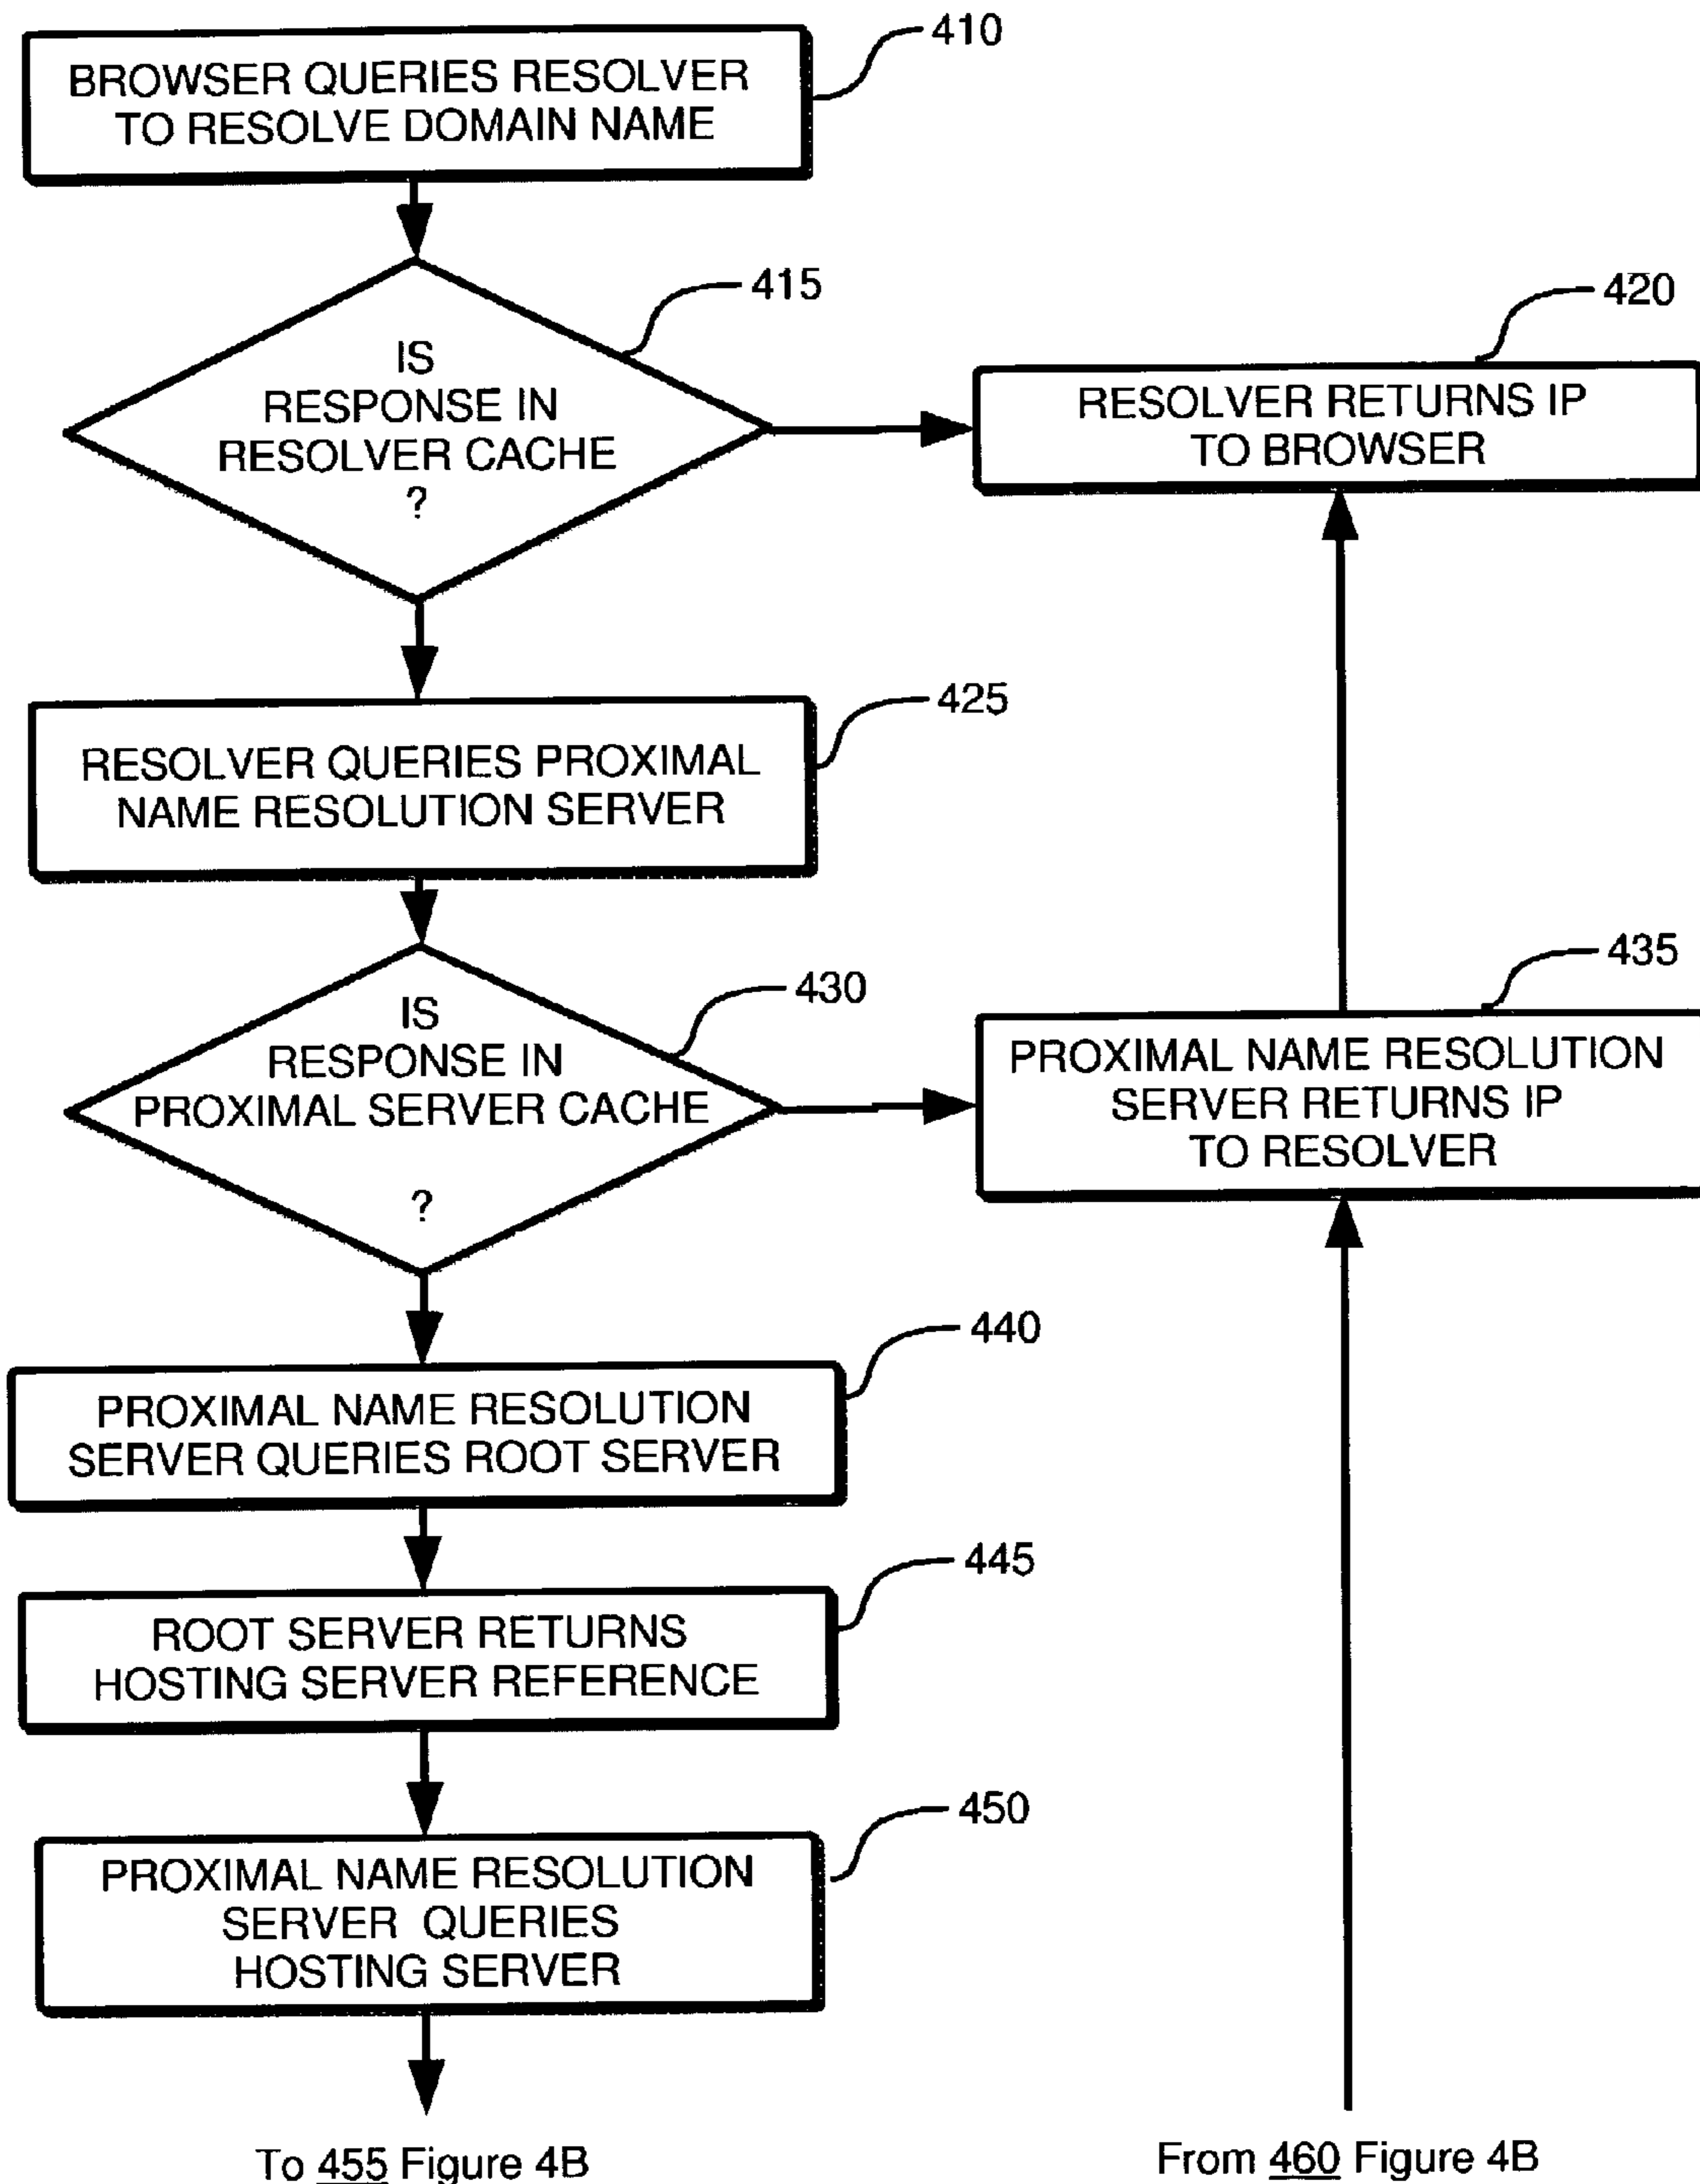 410
BROWSER QUERIES RESOLVER
TO RESOLVE DOMAIN NAME
415
IS
RESPONSE IN
RESOLVER CACHE
?
420
RESOLVER RETURNS IP
TO BROWSER
425
RESOLVER QUERIES PROXIMAL
NAME RESOLUTION SERVER
430
IS
RESPONSE IN
PROXIMAL SERVER CACHE
?
435
PROXIMAL NAME RESOLUTION
SERVER RETURNS IP
TO RESOLVER
440
PROXIMAL NAME RESOLUTION
SERVER QUERIES ROOT SERVER
445
ROOT SERVER RETURNS
HOSTING SERVER REFERENCE
450
PROXIMAL NAME RESOLUTION
SERVER QUERIES
HOSTING SERVER
To 455 Figure 4B
From 460 Figure 4B